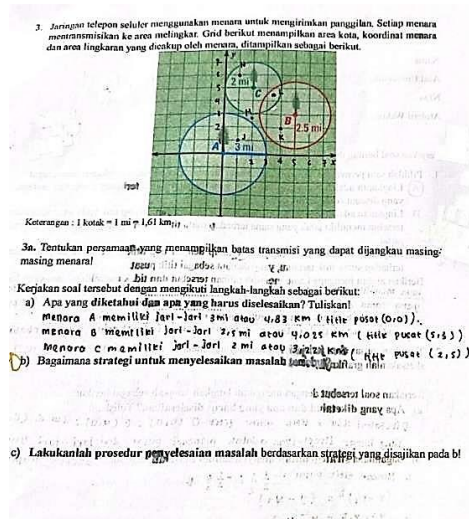 3. Jaringan telepon seluler menggunakan menara untuk mengirimkan panggilan. Setiap menara
mentransmisikan ke area melingkar. Grid berikut menampilkan area kota, koordinat menara
dan area lingkaran yang dicakup oleh menara, ditampilkan sebagai berikut.
y
2 mi
C
B
2.5 mi
A
3 mi
x
Keterangan : 1 kotak = 1 mi = 1,61 km
3a. Tentukan persamaan yang menampilkan batas transmisi yang dapat dijangkau masing-
masing menara!
Kerjakan soal tersebut dengan mengikuti langkah-langkah sebagai berikut:
a) Apa yang diketahui dan apa yang harus diselesaikan? Tuliskan!
menara A memiliki jari-jari 3mi atau 4.83 km (titik pusat (0,0)).
menara B memiliki jari-jari 2,5 mi atau 4,025 km (titik pusat (5,3))
Menara C memiliki jari-jari 2 mi atau 3,22 km (titik pusat (2,5))
b) Bagaimana strategi untuk menyelesaikan masalah
c) Lakukanlah prosedur penyelesaian masalah berdasarkan strategi yang disajikan pada b!